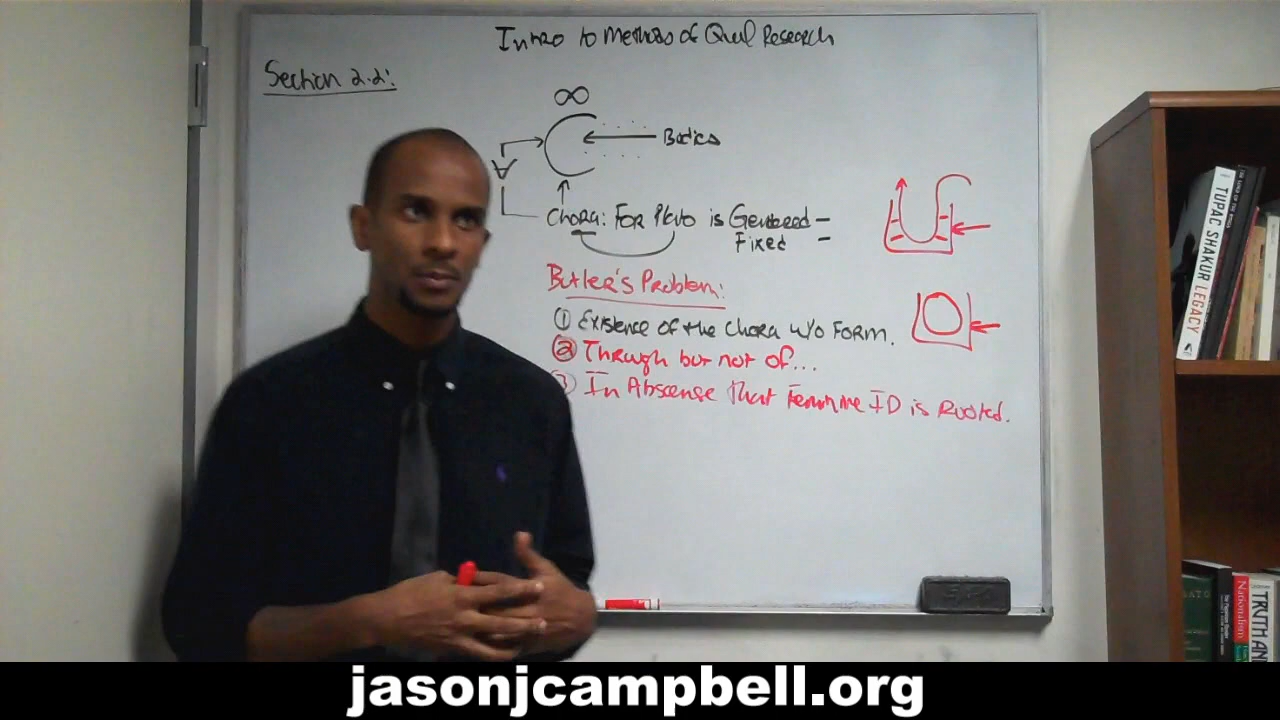 Intro to Methods of Qual Research
Section 2.2:
∞
Bodies
∀
Chora: For Plato is Gendered –
Fixed –
Butler's Problem:
① Existence of the Chora w/o Form.
② Through but not of...
③ In Absense that Feminine ID is Rooted.
TUPAC SHAKUR LEGACY
Nationalism
TRUTH AN
jasonjcampbell.org